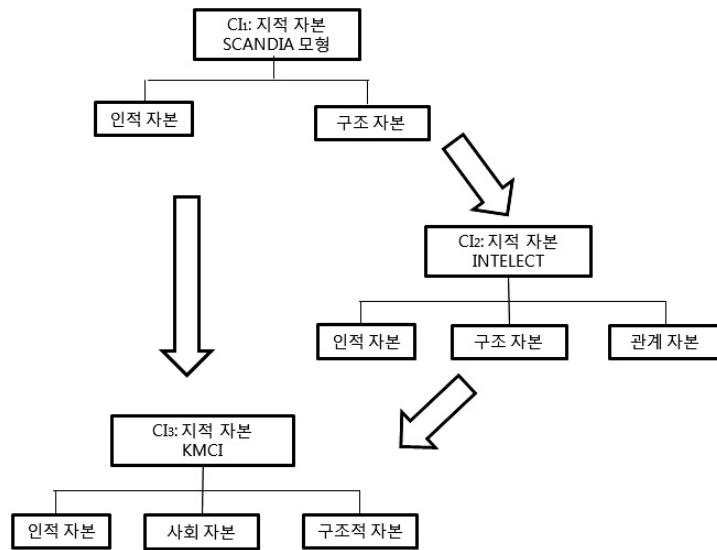 CI₁: 지적 자본
SCANDIA 모형
인적 자본
구조 자본
CI₂: 지적 자본
INTELECT
인적 자본
구조 자본
관계 자본
CI₃: 지적 자본
KMCI
인적 자본
사회 자본
구조적 자본